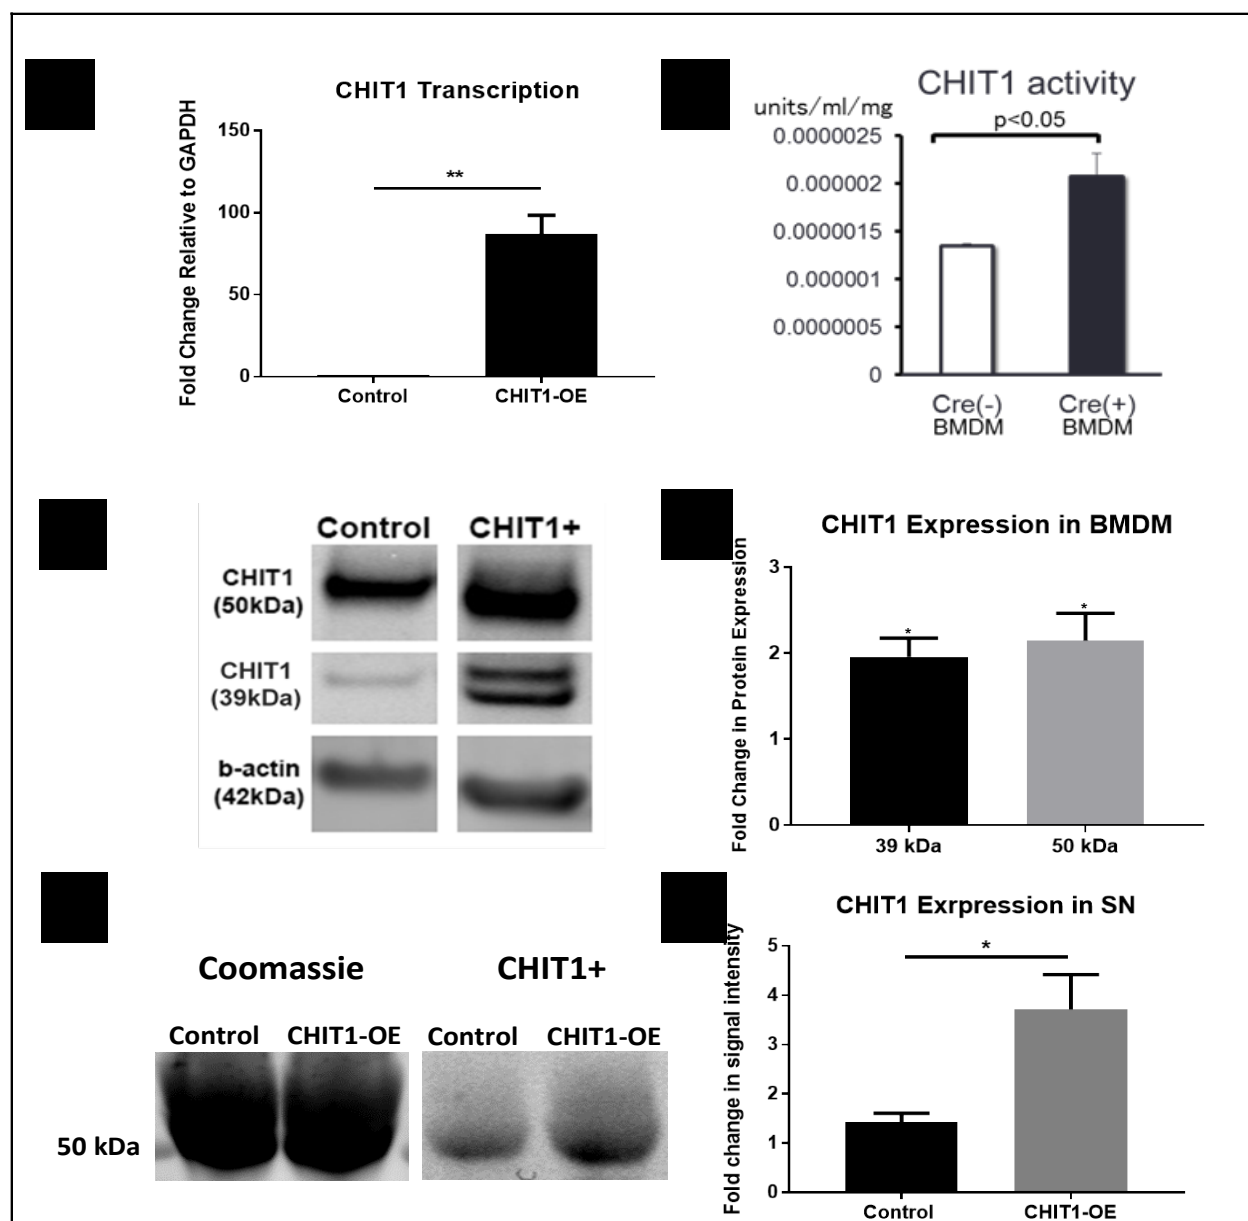 CHIT1 Transcription
Fold Change Relative to GAPDH
150
100
50
0
**
Control
CHIT1-OE
CHIT1 activity
units/ml/mg
p<0.05
0.0000025
0.000002
0.0000015
0.000001
0.0000005
0
Cre(-)
BMDM
Cre(+)
BMDM
Control
CHIT1+
CHIT1
(50kDa)
CHIT1
(39kDa)
b-actin
(42kDa)
CHIT1 Expression in BMDM
Fold Change in Protein Expression
3
2
1
0
*
*
39 kDa
50 kDa
Coomassie
CHIT1+
Control
CHIT1-OE
Control
CHIT1-OE
50 kDa
CHIT1 Exrpression in SN
Fold change in signal intensity
5
4
3
2
1
0
*
Control
CHIT1-OE